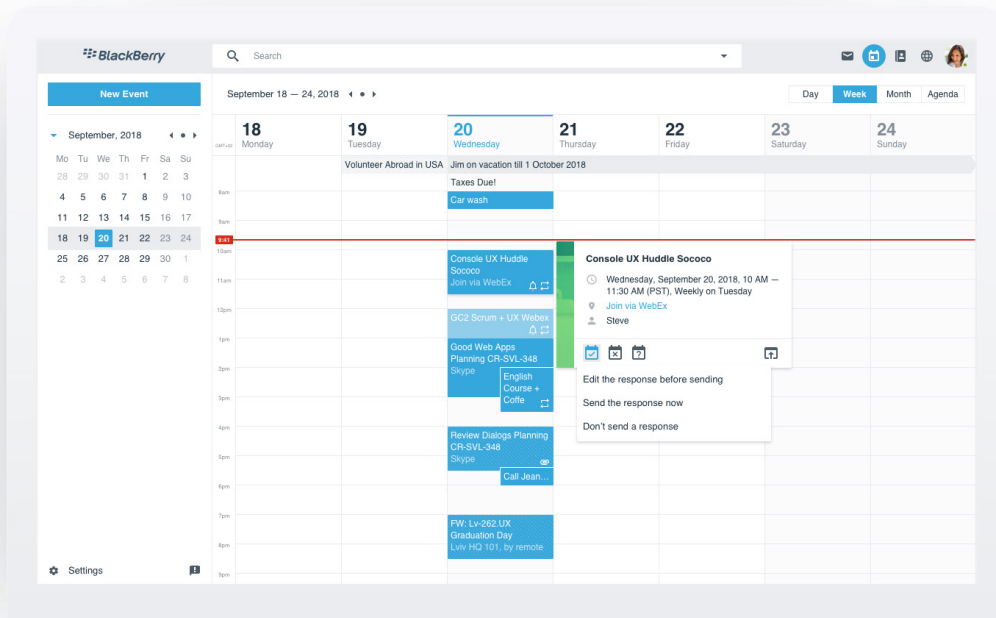 BlackBerry
Search
New Event
September 18 — 24, 2018
Day Week Month Agenda
September, 2018
Mo Tu We Th Fr Sa Su
28 29 30 31 1 2 3
4 5 6 7 8 9 10
11 12 13 14 15 16 17
18 19 20 21 22 23 24
25 26 27 28 29 30 1
2 3 4 5 6 7 8
18 19 20 21 22 23 24
Monday Tuesday Wednesday Thursday Friday Saturday Sunday
Volunteer Abroad in USA
Jim on vacation till 1 October 2018
Taxes Due!
8am
Car wash
9am
9:41
10am
Console UX Huddle
Sococo
Join via WebEx
11am
12pm
GC2 Scrum + UX Webex
1pm
Good Web Apps
Planning CR-SVL-348
Skype
2pm
English
Course +
Coffe
3pm
4pm
Review Dialogs Planning
CR-SVL-348
Skype
5pm
Call Jean...
6pm
7pm
FW: Lv-262.UX
Graduation Day
Lviv HQ 101, by remote
8pm
9pm
Console UX Huddle Sococo
Wednesday, September 20, 2018, 10 AM —
11:30 AM (PST), Weekly on Tuesday
Join via WebEx
Steve
Edit the response before sending
Send the response now
Don't send a response
Settings